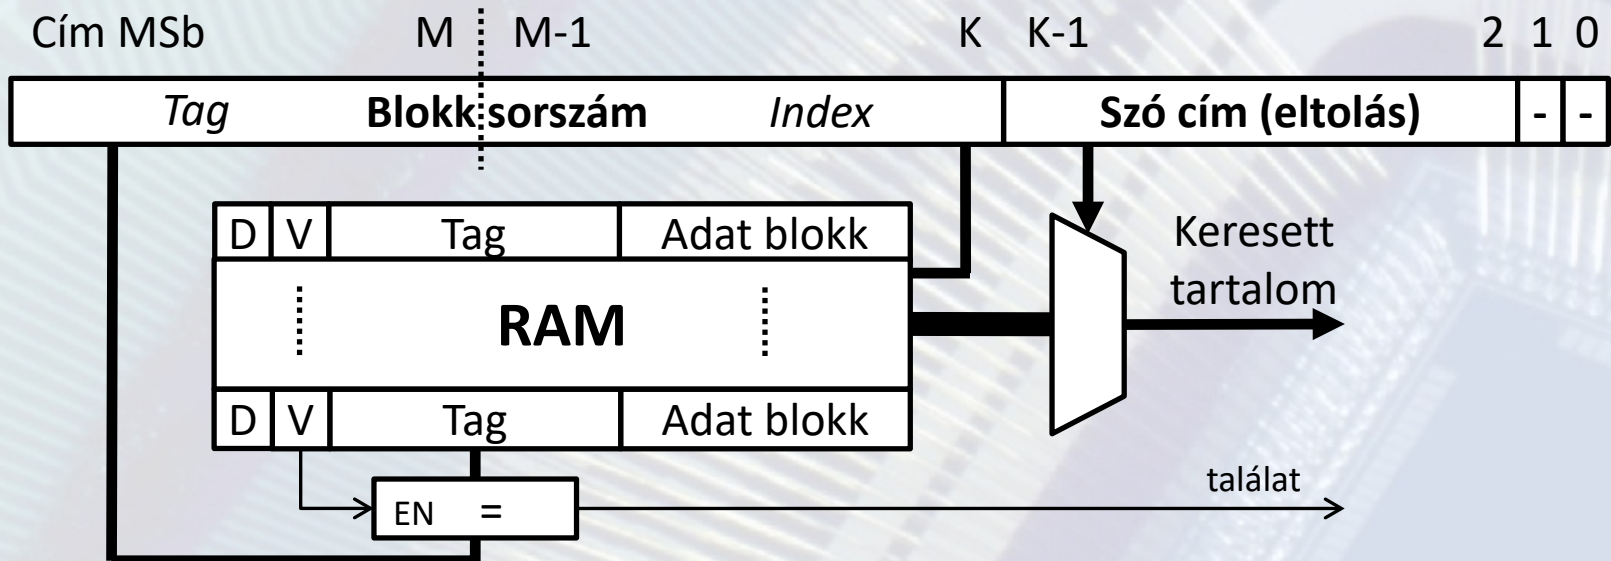 Cím MSb M M-1 K K-1 2 1 0
Tag Blokk sorszám Index Szó cím (eltolás) - -
D V Tag Adat blokk
Keresett
tartalom
RAM
D V Tag Adat blokk
találat
EN =